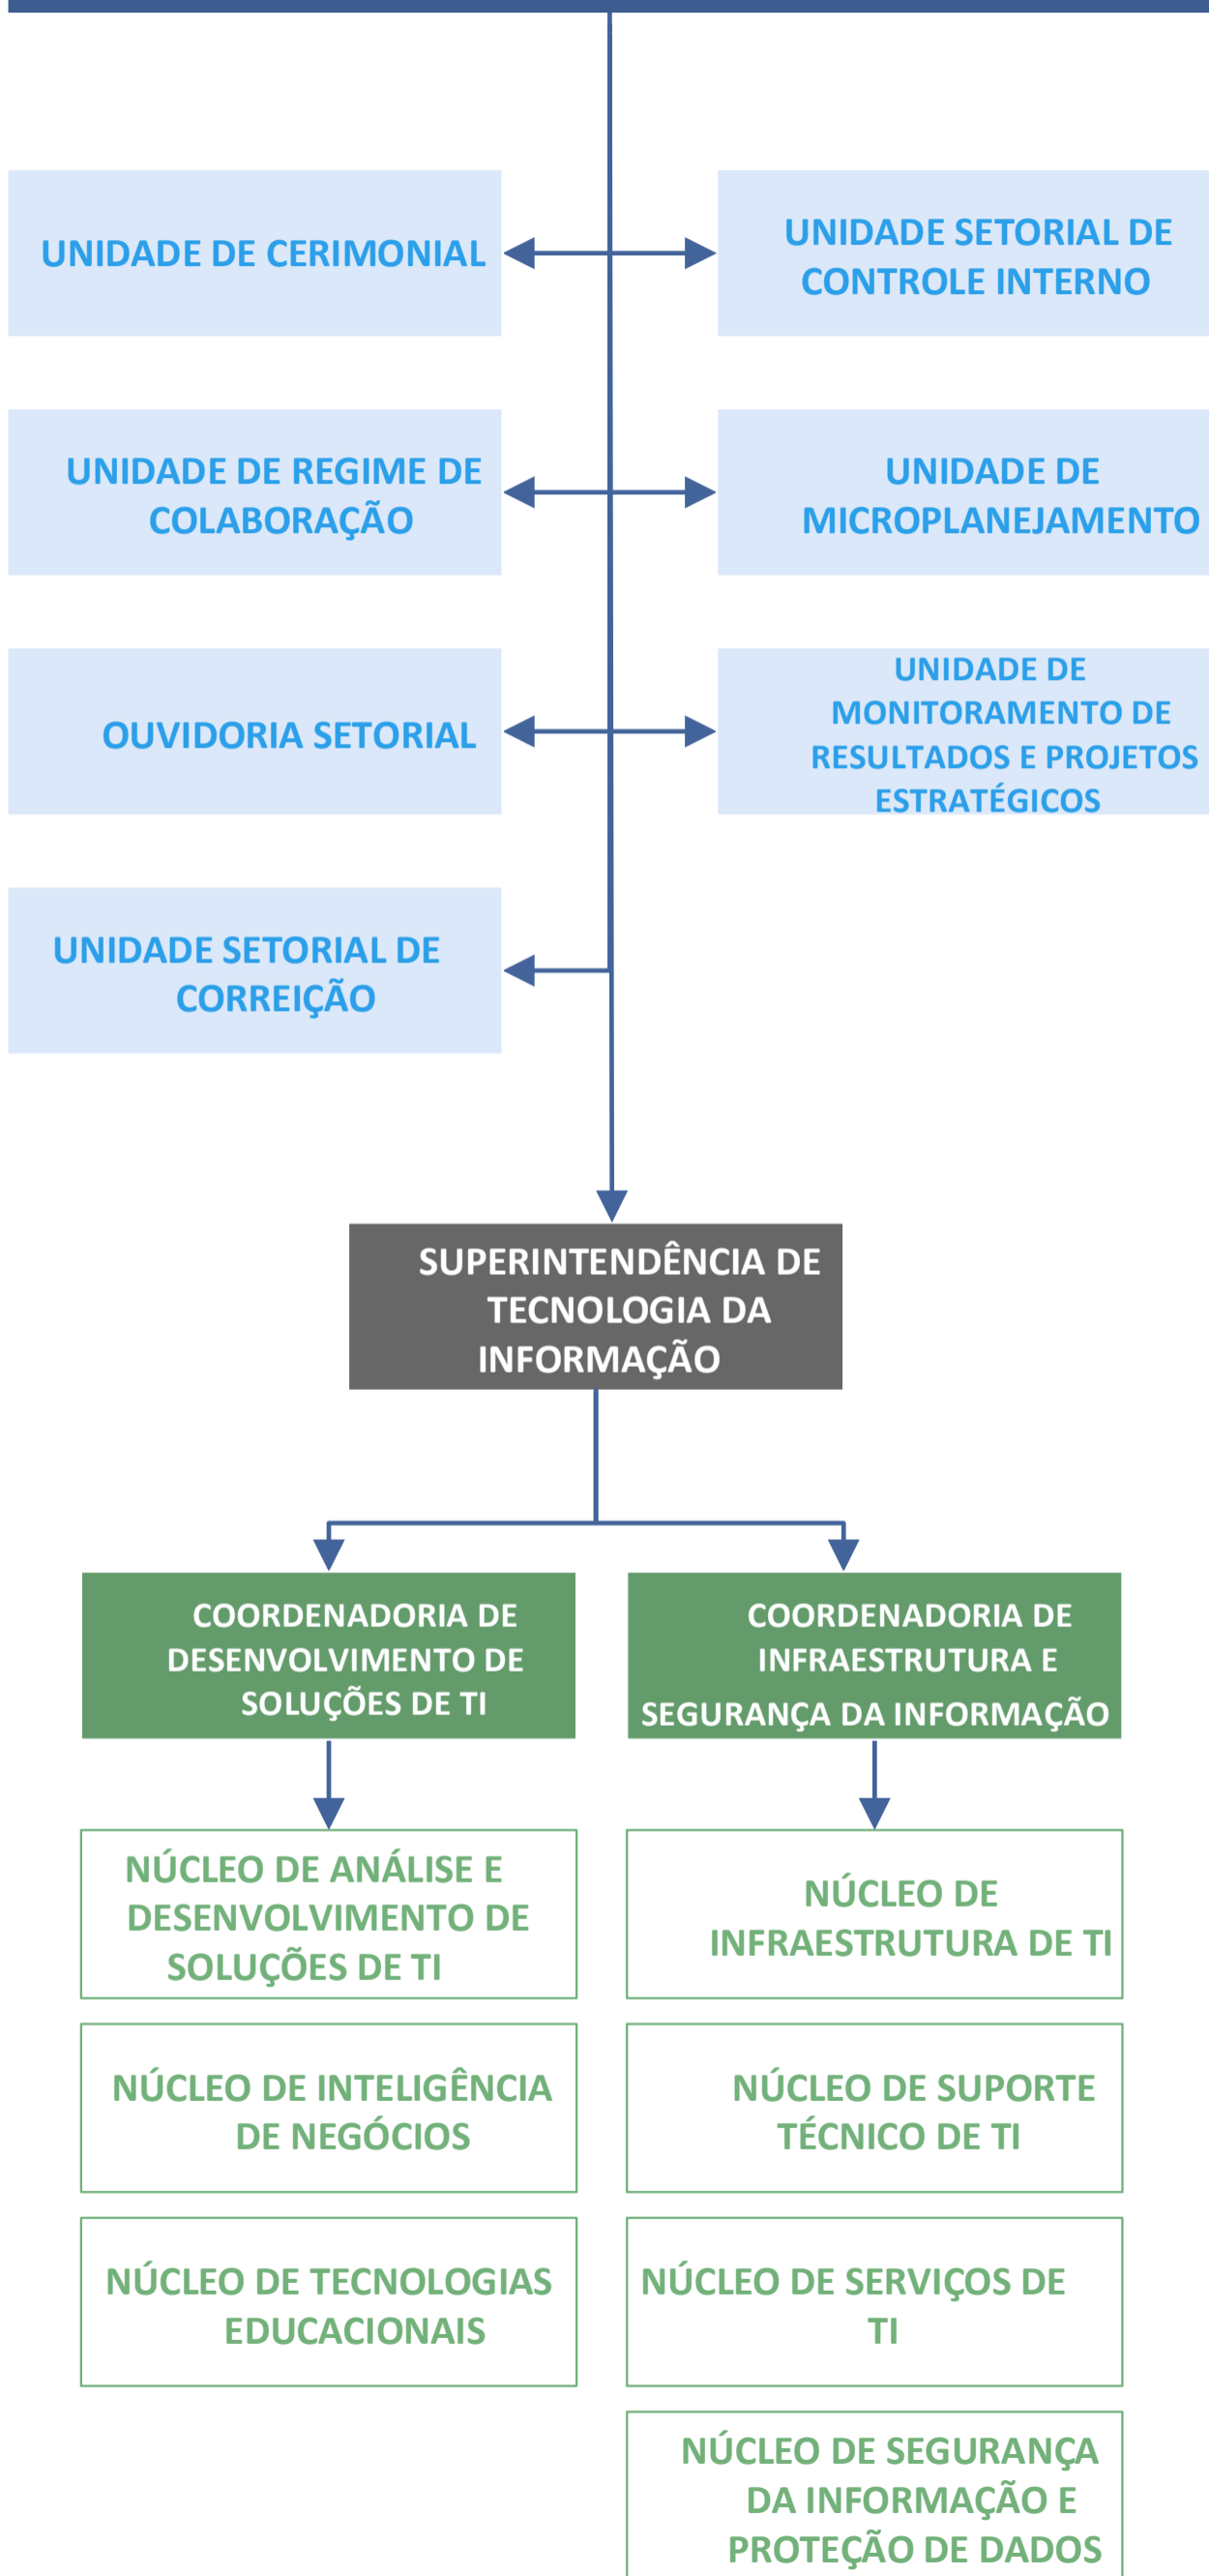 UNIDADE DE CERIMONIAL
UNIDADE SETORIAL DE
CONTROLE INTERNO
UNIDADE DE REGIME DE
COLABORAÇÃO
UNIDADE DE
MICROPLANEJAMENTO
OUVIDORIA SETORIAL
UNIDADE DE
MONITORAMENTO DE
RESULTADOS E PROJETOS
ESTRATÉGICOS
UNIDADE SETORIAL DE
CORREIÇÃO
SUPERINTENDÊNCIA DE
TECNOLOGIA DA
INFORMAÇÃO
COORDENADORIA DE
DESENVOLVIMENTO DE
SOLUÇÕES DE TI
COORDENADORIA DE
INFRAESTRUTURA E
SEGURANÇA DA INFORMAÇÃO
NÚCLEO DE ANÁLISE E
DESENVOLVIMENTO DE
SOLUÇÕES DE TI
NÚCLEO DE
INFRAESTRUTURA DE TI
NÚCLEO DE INTELIGÊNCIA
DE NEGÓCIOS
NÚCLEO DE SUPORTE
TÉCNICO DE TI
NÚCLEO DE TECNOLOGIAS
EDUCACIONAIS
NÚCLEO DE SERVIÇOS DE
TI
NÚCLEO DE SEGURANÇA
DA INFORMAÇÃO E
PROTEÇÃO DE DADOS